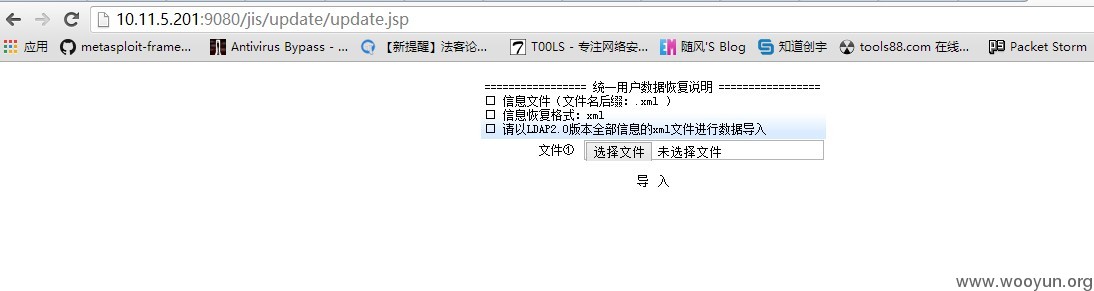 10.11.5.201:9080/jis/update/update.jsp
应用 metasploit-frame... Antivirus Bypass - ... 【新提醒】法客论... T00LS - 专注网络安... 随风'S Blog 知道创宇 tools88.com 在线... Packet Storm
================= 统一用户数据恢复说明 =================
□ 信息文件（文件名后缀：.xml ）
□ 信息恢复格式：xml
□ 请以LDAP2.0版本全部信息的xml文件进行数据导入
文件① 选择文件 未选择文件
导 入
www.wooyun.org